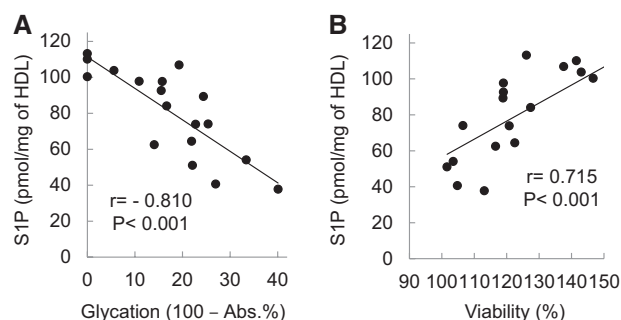 A
S1P (pmol/mg of HDL)
120
100
80
60
40
20
0
r= - 0.810
P< 0.001
0 10 20 30 40
Glycation (100 – Abs.%)
B
S1P (pmol/mg of HDL)
120
100
80
60
40
20
0
r= 0.715
P< 0.001
90 100 110 120 130 140 150
Viability (%)